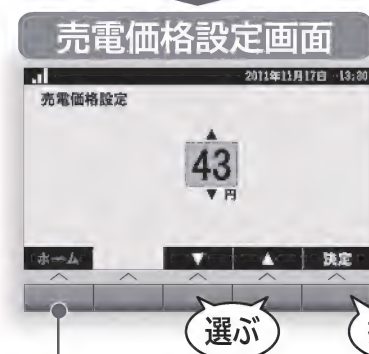 売電価格設定画面
2011年11月17日 13:30
売電価格設定
▲
43
▼ 円
ホーム ▼ ▲ 決定
選ぶ